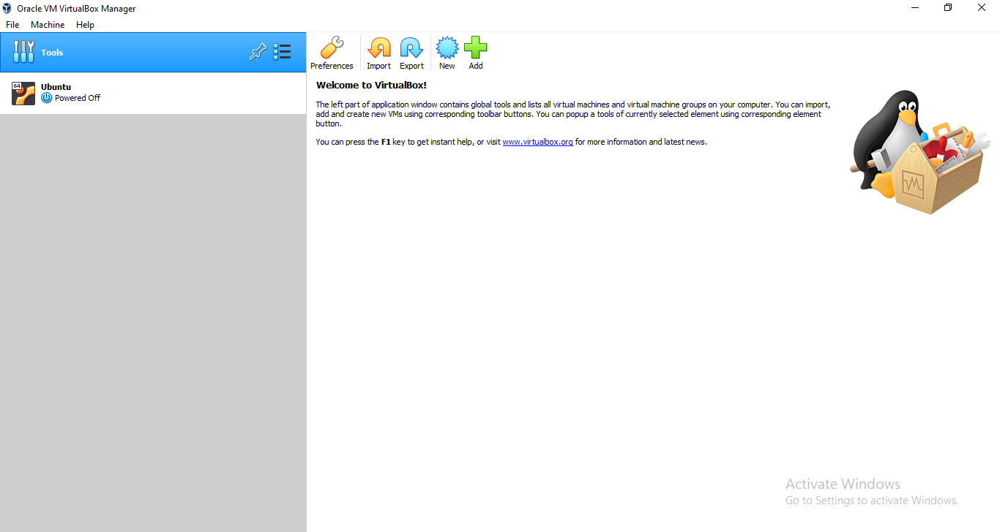 Oracle VM VirtualBox Manager
File Machine Help
Tools
64
Ubuntu
Powered Off
Preferences Import Export New Add
Welcome to VirtualBox!
The left part of application window contains global tools and lists all virtual machines and virtual machine groups on your computer. You can import,
add and create new VMs using corresponding toolbar buttons. You can popup a tools of currently selected element using corresponding element
button.
You can press the F1 key to get instant help, or visit www.virtualbox.org for more information and latest news.
Activate Windows
Go to Settings to activate Windows.